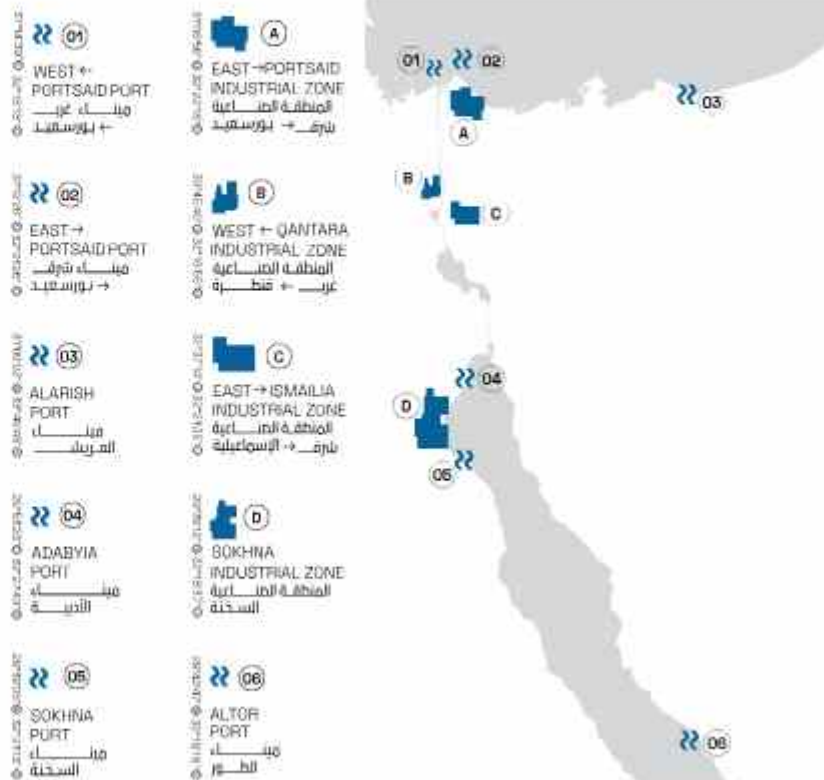 01
WEST ←
PORTSAID PORT
ميناء غرب
← بورسعيد
A
EAST → PORTSAID
INDUSTRIAL ZONE
المنطقة الصناعية
شرق → بورسعيد
02
EAST →
PORTSAID PORT
ميناء شرق
→ بورسعيد
B
WEST ← QANTARA
INDUSTRIAL ZONE
المنطقة الصناعية
غرب ← قنطرة
03
ALARISH
PORT
ميناء
العريش
C
EAST → ISMAILIA
INDUSTRIAL ZONE
المنطقة الصناعية
شرق → الإسماعيلية
04
ADABYIA
PORT
ميناء
الأدبية
D
SOKHNA
INDUSTRIAL ZONE
المنطقة الصناعية
السخنة
05
SOKHNA
PORT
ميناء
السخنة
06
ALTOR
PORT
ميناء
الطور
01
02
03
A
B
C
04
D
05
06